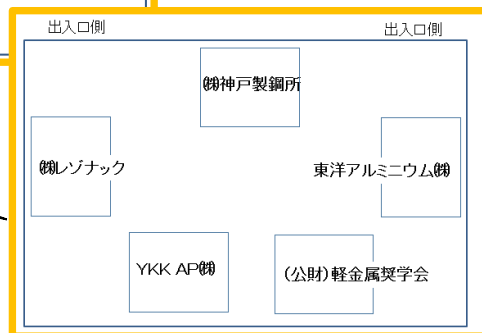 出入口側
出入口側
㈱神戸製鋼所
㈱レゾナック
東洋アルミニウム㈱
YKK AP㈱
(公財)軽金属奨学会